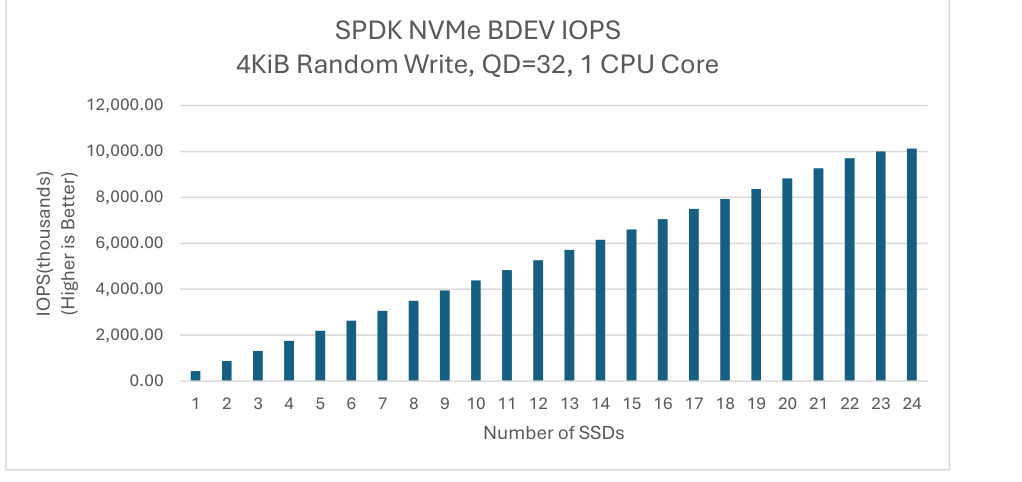 SPDK NVMe BDEV IOPS
4KiB Random Write, QD=32, 1 CPU Core
IOPS(thousands)
(Higher is Better)
12,000.00
10,000.00
8,000.00
6,000.00
4,000.00
2,000.00
0.00
1 2 3 4 5 6 7 8 9 10 11 12 13 14 15 16 17 18 19 20 21 22 23 24
Number of SSDs